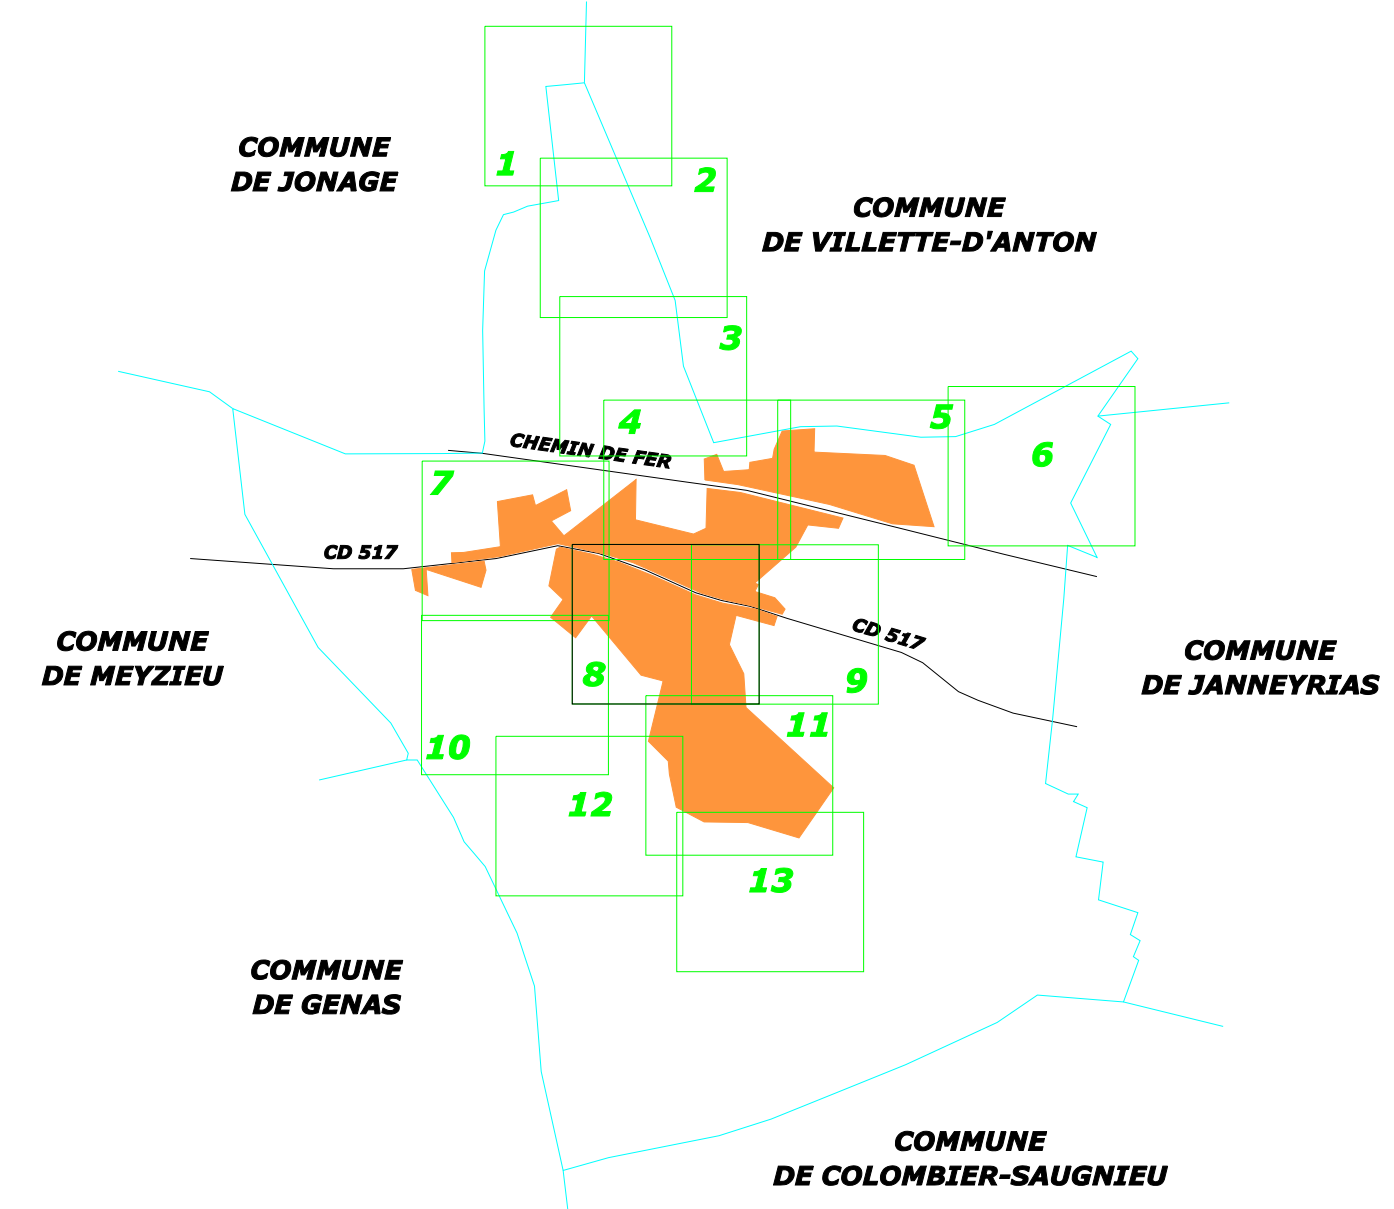 COMMUNE
DE JONAGE
1
2
COMMUNE
DE VILLETTE-D'ANTON
3
4
5
6
CHEMIN DE FER
7
CD 517
COMMUNE
DE MEYZIEU
8
9
CD 517
COMMUNE
DE JANNEYRIAS
10
11
12
13
COMMUNE
DE GENAS
COMMUNE
DE COLOMBIER-SAUGNIEU